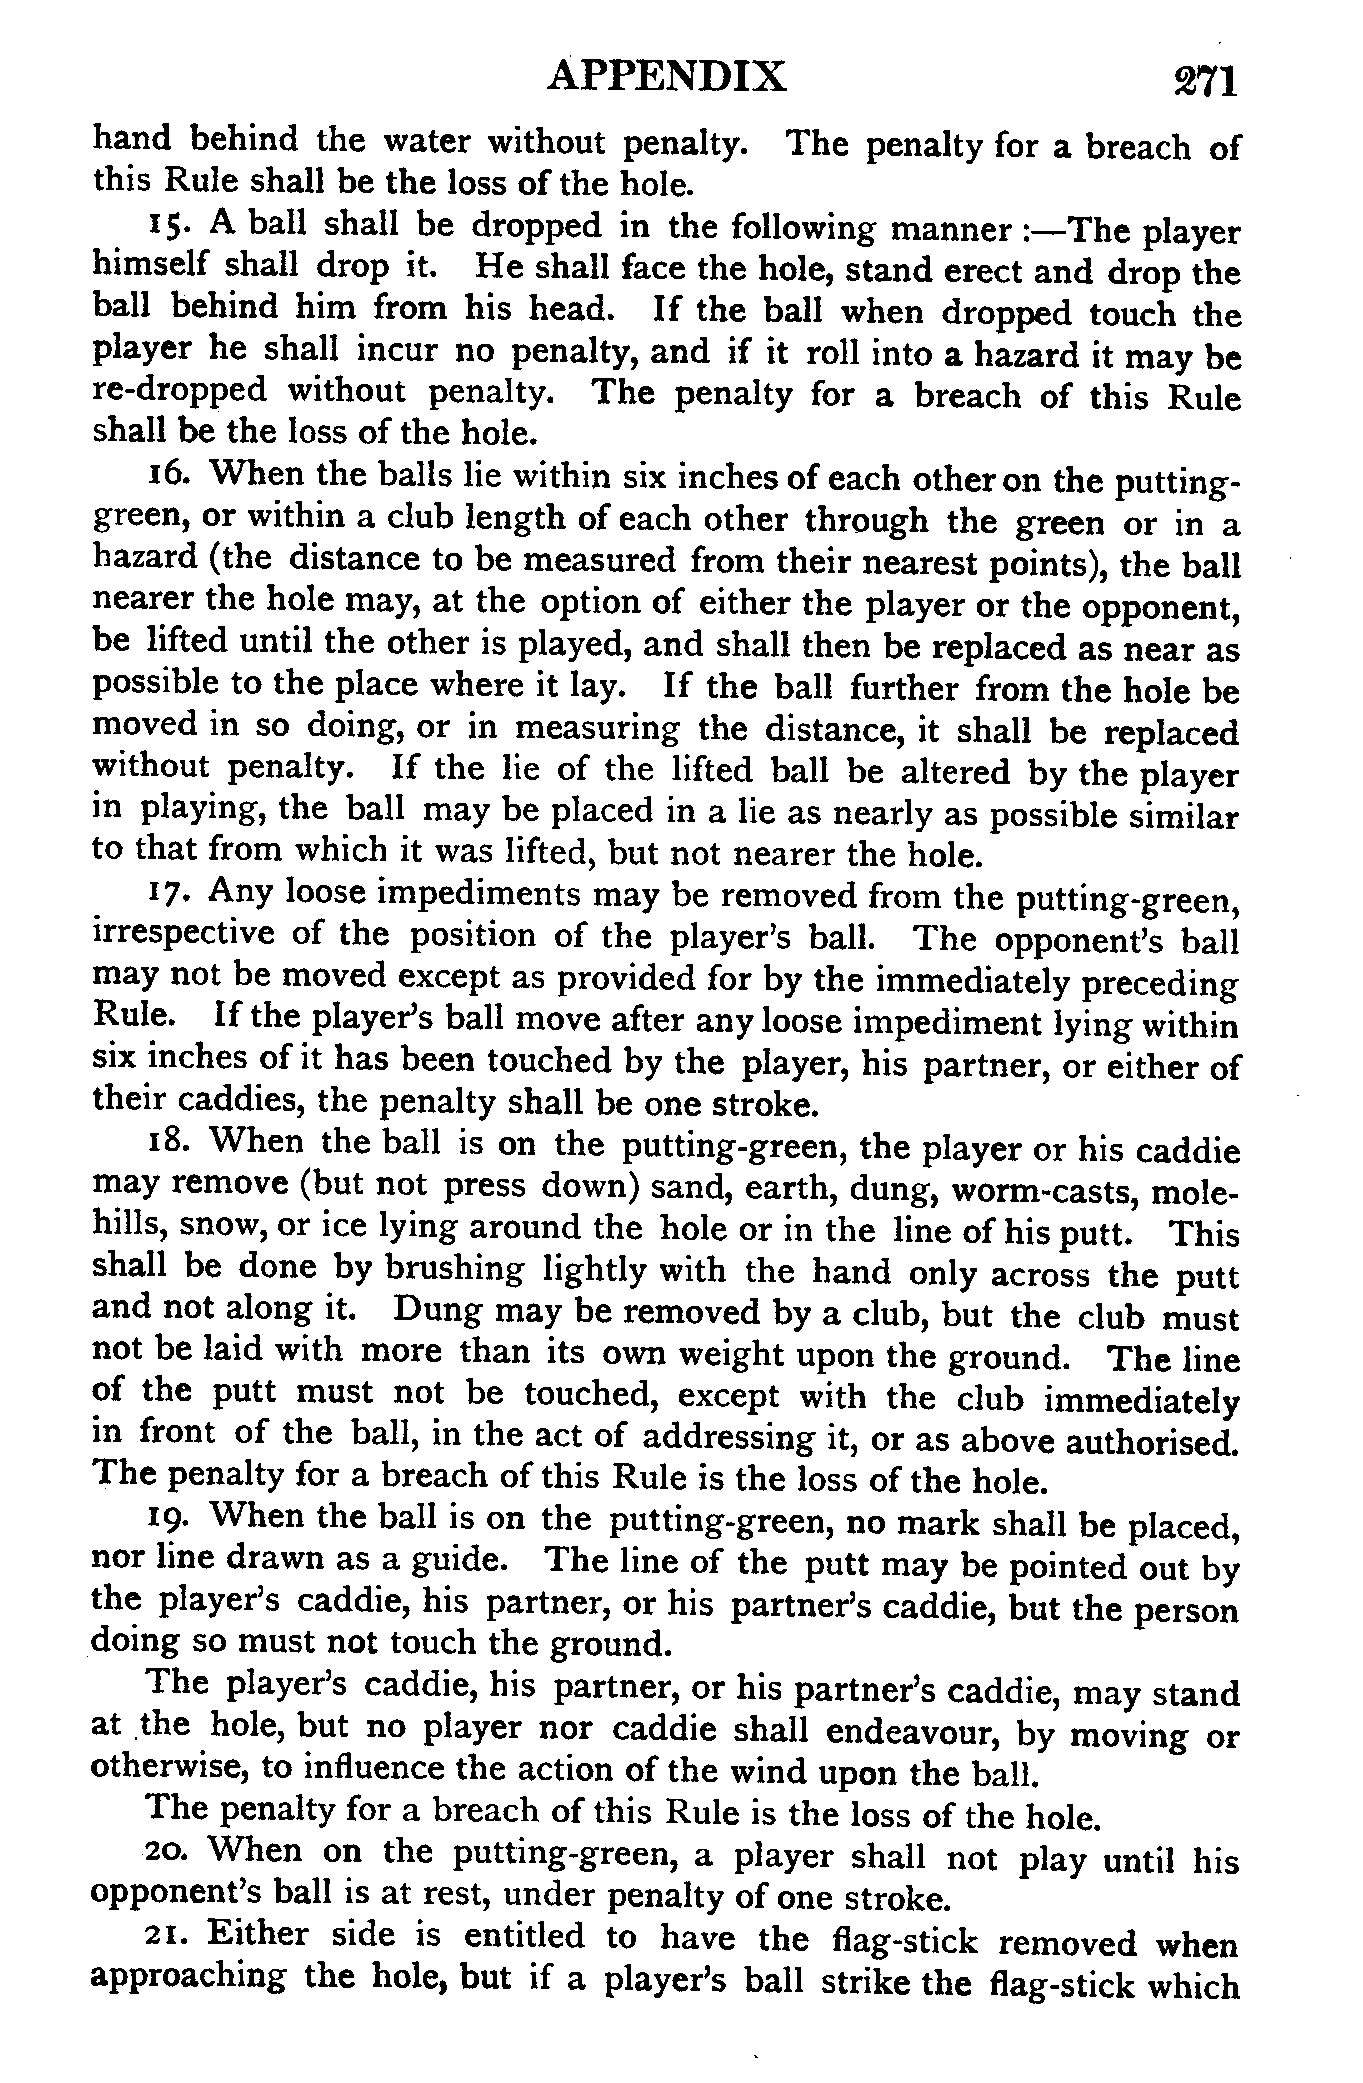 APPENDIX 271
hand behind the water without penalty. The penalty for a breach of
this Rule shall be the loss of the hole.
15. A ball shall be dropped in the following manner :—The player
himself shall drop it. He shall face the hole, stand erect and drop the
ball behind him from his head. If the ball when dropped touch the
player he shall incur no penalty, and if it roll into a hazard it may be
re-dropped without penalty. The penalty for a breach of this Rule
shall be the loss of the hole.
16. When the balls lie within six inches of each other on the putting-
green, or within a club length of each other through the green or in a
hazard (the distance to be measured from their nearest points), the ball
nearer the hole may, at the option of either the player or the opponent,
be lifted until the other is played, and shall then be replaced as near as
possible to the place where it lay. If the ball further from the hole be
moved in so doing, or in measuring the distance, it shall be replaced
without penalty. If the lie of the lifted ball be altered by the player
in playing, the ball may be placed in a lie as nearly as possible similar
to that from which it was lifted, but not nearer the hole.
17. Any loose impediments may be removed from the putting-green,
irrespective of the position of the player's ball. The opponent's ball
may not be moved except as provided for by the immediately preceding
Rule. If the player's ball move after any loose impediment lying within
six inches of it has been touched by the player, his partner, or either of
their caddies, the penalty shall be one stroke.
18. When the ball is on the putting-green, the player or his caddie
may remove (but not press down) sand, earth, dung, worm-casts, mole-
hills, snow, or ice lying around the hole or in the line of his putt. This
shall be done by brushing lightly with the hand only across the putt
and not along it. Dung may be removed by a club, but the club must
not be laid with more than its own weight upon the ground. The line
of the putt must not be touched, except with the club immediately
in front of the ball, in the act of addressing it, or as above authorised.
The penalty for a breach of this Rule is the loss of the hole.
19. When the ball is on the putting-green, no mark shall be placed,
nor line drawn as a guide. The line of the putt may be pointed out by
the player's caddie, his partner, or his partner's caddie, but the person
doing so must not touch the ground.
The player's caddie, his partner, or his partner's caddie, may stand
at the hole, but no player nor caddie shall endeavour, by moving or
otherwise, to influence the action of the wind upon the ball.
The penalty for a breach of this Rule is the loss of the hole.
20. When on the putting-green, a player shall not play until his
opponent's ball is at rest, under penalty of one stroke.
21. Either side is entitled to have the flag-stick removed when
approaching the hole, but if a player's ball strike the flag-stick which